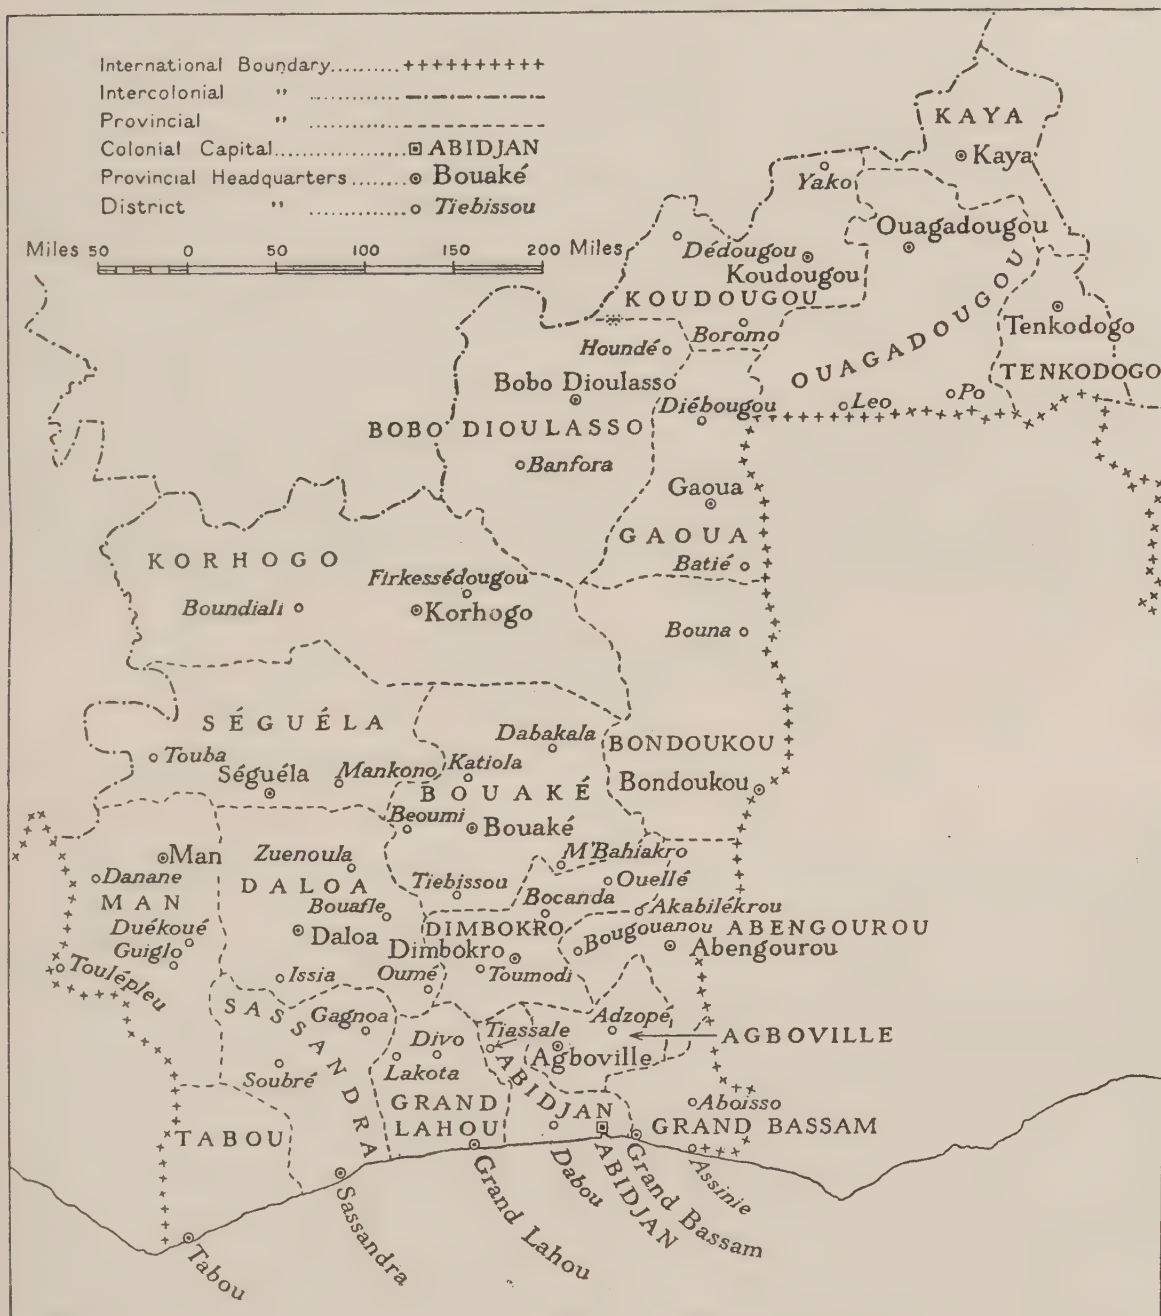 International Boundary..........++++++++++
Intercolonial " ............
Provincial " ............
Colonial Capital............... ABIDJAN
Provincial Headquarters....... Bouaké
District " ............. Tiebissou
Miles 50 0 50 100 150 200 Miles
KAYA
Kaya
Yako
Ouagadougou
Dédougou
Koudougou
KOUDOUGOU
OUAGADOUGOU
Boromo
Tenkodogo
Houndé
TENKODOGO
Bobo Dioulasso
Leo
Po
Diébougou
BOBO DIOULASSO
Banfora
Gaoua
GAOUA
KORHOGO
Batié
Firkessédougou
Boundiali
Korhogo
Bouna
SÉGUÉLA
Dabakala
BONDOUKOU
Touba
Séguéla
Mankono
Katiola
Bondoukou
BOUAKÉ
Beoumi
Bouaké
Man
Zuenoula
M'Bahiakro
Danane
DALOA
Tiebissou
Ouellé
MAN
Bouafle
Bocanda
Akabilékrou
Duékoué
DIMBOKRO
Bougouanou
ABENGOUROU
Guiglo
Daloa
Dimbokro
Abengourou
Toulépleu
Issia
Oumé
Toumodi
SASSANDRA
Gagnoa
Divo
Tiassale
Adzope
AGBOVILLE
Agboville
Soubré
Lakota
ABIDJAN
GRAND
LAHOU
Aboisso
GRAND BASSAM
TABOU
Grand Lahou
Dabou
ABIDJAN
Grand Bassam
Assinie
Sassandra
Tabou